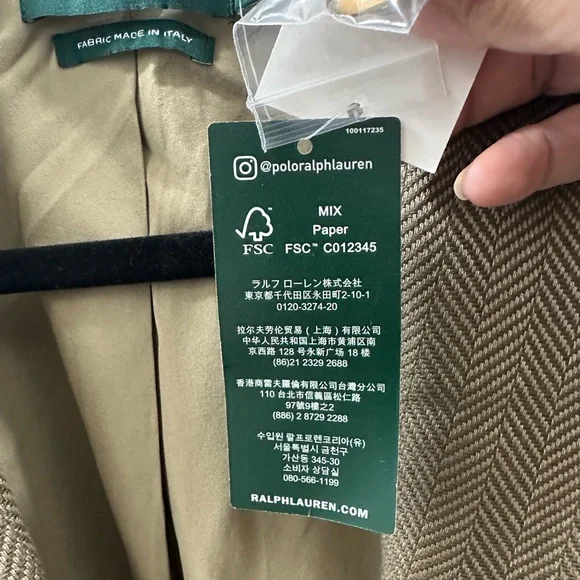 FABRIC MADE IN ITALY
100117235
@poloralphlauren
MIX
Paper
FSC
FSC™ C012345
ラルフ ローレン株式会社
東京都千代田区永田町2-10-1
0120-3274-20
拉尔夫劳伦贸易（上海）有限公司
中华人民共和国上海市黄浦区南
京西路 128 号永新广场 18 楼
(86)21 2329 2688
香港商雷夫羅倫有限公司台灣分公司
110 台北市信義區松仁路
97號9樓之2
(886) 2 8729 2288
수입원 랄프로렌코리아(유)
서울특별시 금천구
가산동 345-30
소비자 상담실
080-566-1199
RALPHLAUREN.COM